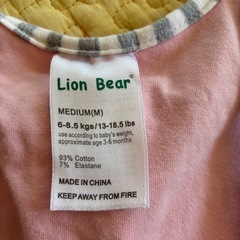 Lion Bear®
MEDIUM(M)
6-8.5 kgs/13-18.5 lbs
use according to baby's weight,
approximate age 3-6 months
93% Cotton
7% Elastane
MADE IN CHINA
KEEP AWAY FROM FIRE